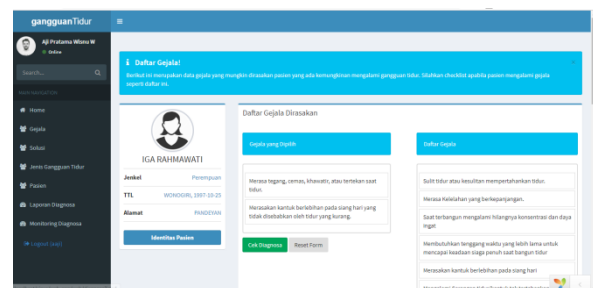 gangguanTidur
Aji Pratama Wisnu W
Online
Search...
Home
Gejala
Solusi
Jenis Gangguan Tidur
Pasien
Laporan Diagnosa
Monitoring Diagnosa
Logout (aap)
i Daftar Gejala!
Berikut ini merupakan data gejala yang mungkin dirasakan pasien yang ada kemungkinan mengalami gangguan tidur. Silahkan checklist apabila pasien mengalami gejala
seperti daftar ini.
IGA RAHMAWATI
Jenkel Perempuan
TTL WONOGIRI, 1997-10-25
Alamat PANDEYAN
Identitas Pasien
Daftar Gejala Dirasakan
Gejala yang Dipilih
Merasa tegang, cemas, khawatir, atau tertekan saat
tidur.
Merasakan kantuk berlebihan pada siang hari yang
tidak disebabkan oleh tidur yang kurang.
Cek Diagnosa Reset Form
Daftar Gejala
Sulit tidur atau kesulitan mempertahankan tidur.
Merasa Kelelahan yang berkepanjangan.
Saat terbangun mengalami hilangnya konsentrasi dan daya
ingat
Membutuhkan tenggang waktu yang lebih lama untuk
mencapai keadaan siaga penuh saat bangun tidur
Merasakan kantuk berlebihan pada siang hari